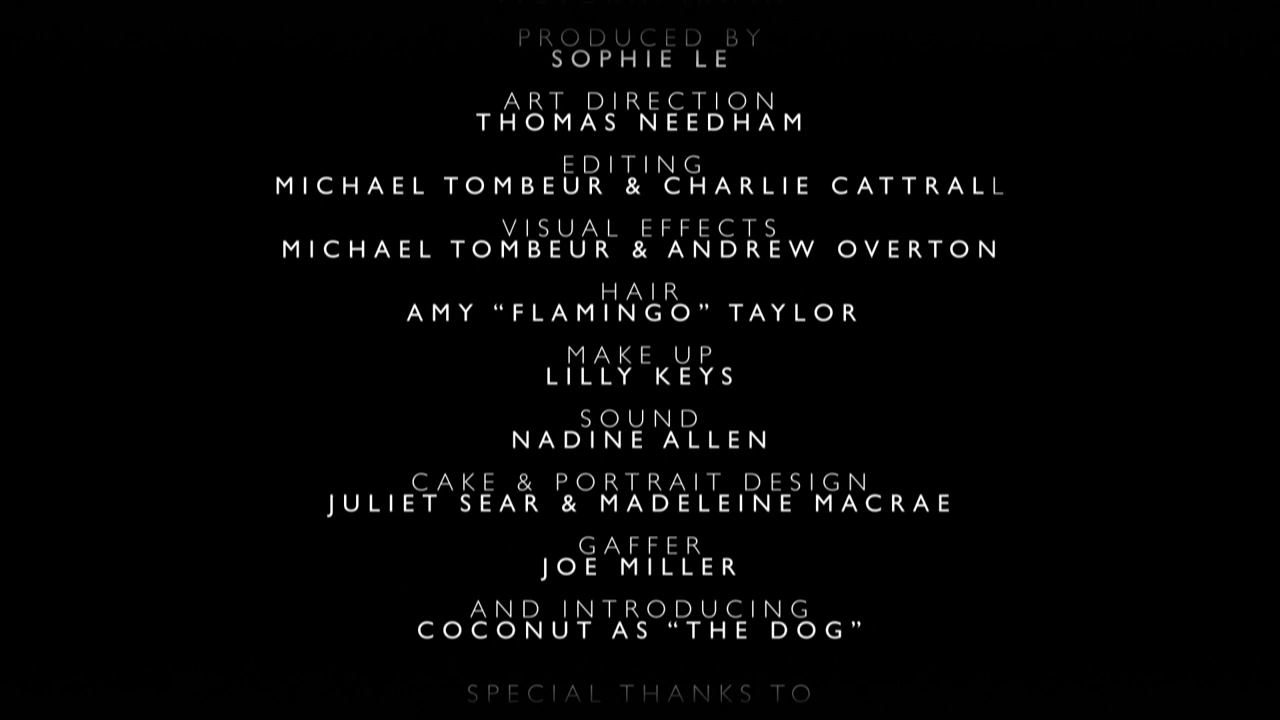 PRODUCED BY
SOPHIE LE
ART DIRECTION
THOMAS NEEDHAM
EDITING
MICHAEL TOMBEUR & CHARLIE CATTRALL
VISUAL EFFECTS
MICHAEL TOMBEUR & ANDREW OVERTON
HAIR
AMY “FLAMINGO” TAYLOR
MAKE UP
LILLY KEYS
SOUND
NADINE ALLEN
CAKE & PORTRAIT DESIGN
JULIET SEAR & MADELEINE MACRAE
GAFFER
JOE MILLER
AND INTRODUCING
COCONUT AS “THE DOG”
SPECIAL THANKS TO